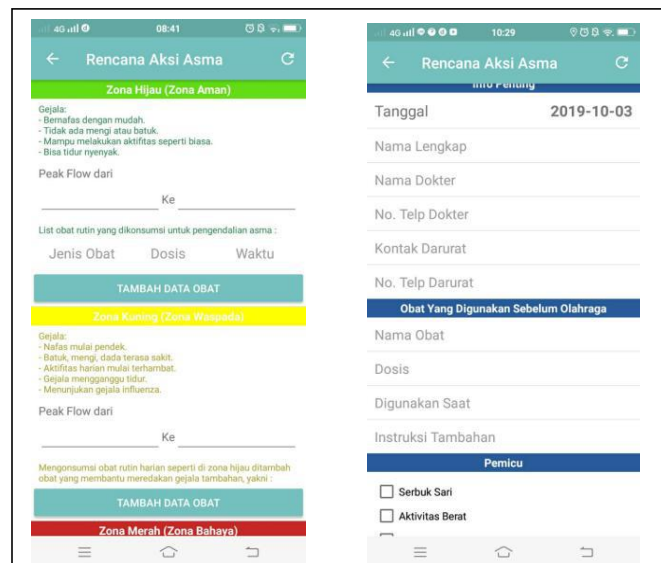 4G 08:41
Rencana Aksi Asma
Zona Hijau (Zona Aman)
Gejala:
- Bernafas dengan mudah.
- Tidak ada mengi atau batuk.
- Mampu melakukan aktifitas seperti biasa.
- Bisa tidur nyenyak.
Peak Flow dari
Ke
List obat rutin yang dikonsumsi untuk pengendalian asma :
Jenis Obat Dosis Waktu
TAMBAH DATA OBAT
Zona Kuning (Zona Waspada)
Gejala:
- Nafas mulai pendek.
- Batuk, mengi, dada terasa sakit.
- Aktifitas harian mulai terhambat.
- Gejala mengganggu tidur.
- Menunjukan gejala influenza.
Peak Flow dari
Ke
Mengonsumsi obat rutin harian seperti di zona hijau ditambah
obat yang membantu meredakan gejala tambahan, yakni :
TAMBAH DATA OBAT
Zona Merah (Zona Bahaya)
4G 10:29
Rencana Aksi Asma
Info Penting
Tanggal 2019-10-03
Nama Lengkap
Nama Dokter
No. Telp Dokter
Kontak Darurat
No. Telp Darurat
Obat Yang Digunakan Sebelum Olahraga
Nama Obat
Dosis
Digunakan Saat
Instruksi Tambahan
Pemicu
Serbuk Sari
Aktivitas Berat